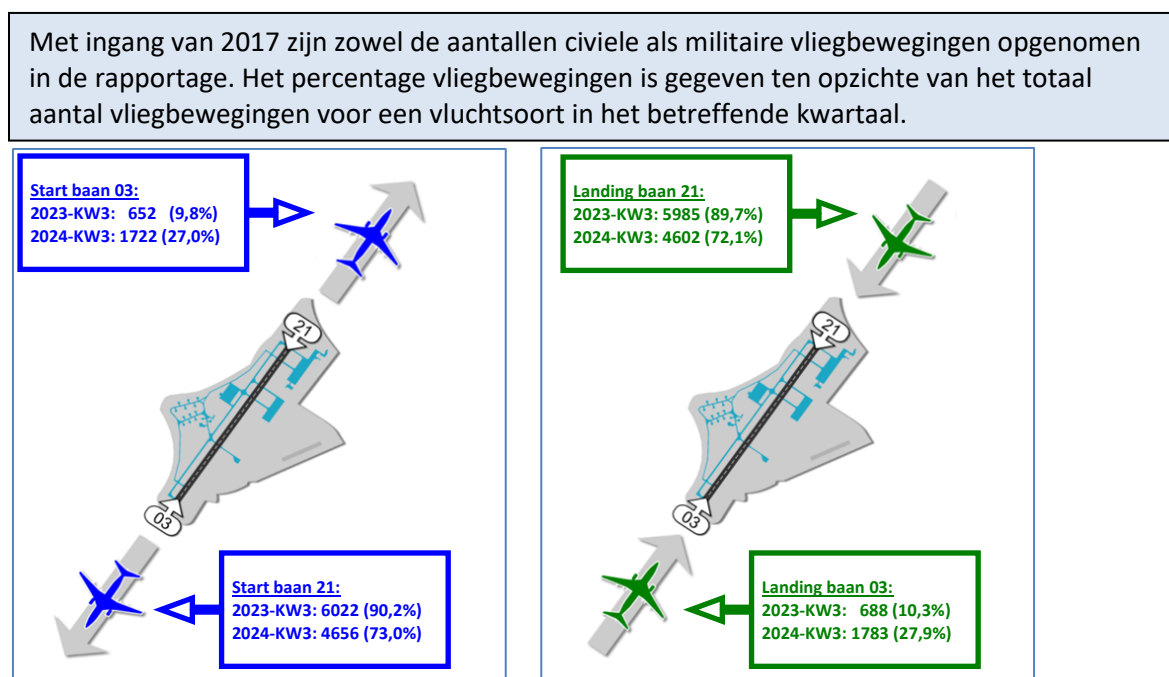 Met ingang van 2017 zijn zowel de aantallen civiele als militaire vliegbewegingen opgenomen
in de rapportage. Het percentage vliegbewegingen is gegeven ten opzichte van het totaal
aantal vliegbewegingen voor een vluchtsoort in het betreffende kwartaal.
Start baan 03:
2023-KW3: 652 (9,8%)
2024-KW3: 1722 (27,0%)
21
03
Start baan 21:
2023-KW3: 6022 (90,2%)
2024-KW3: 4656 (73,0%)
Landing baan 21:
2023-KW3: 5985 (89,7%)
2024-KW3: 4602 (72,1%)
21
03
Landing baan 03:
2023-KW3: 688 (10,3%)
2024-KW3: 1783 (27,9%)